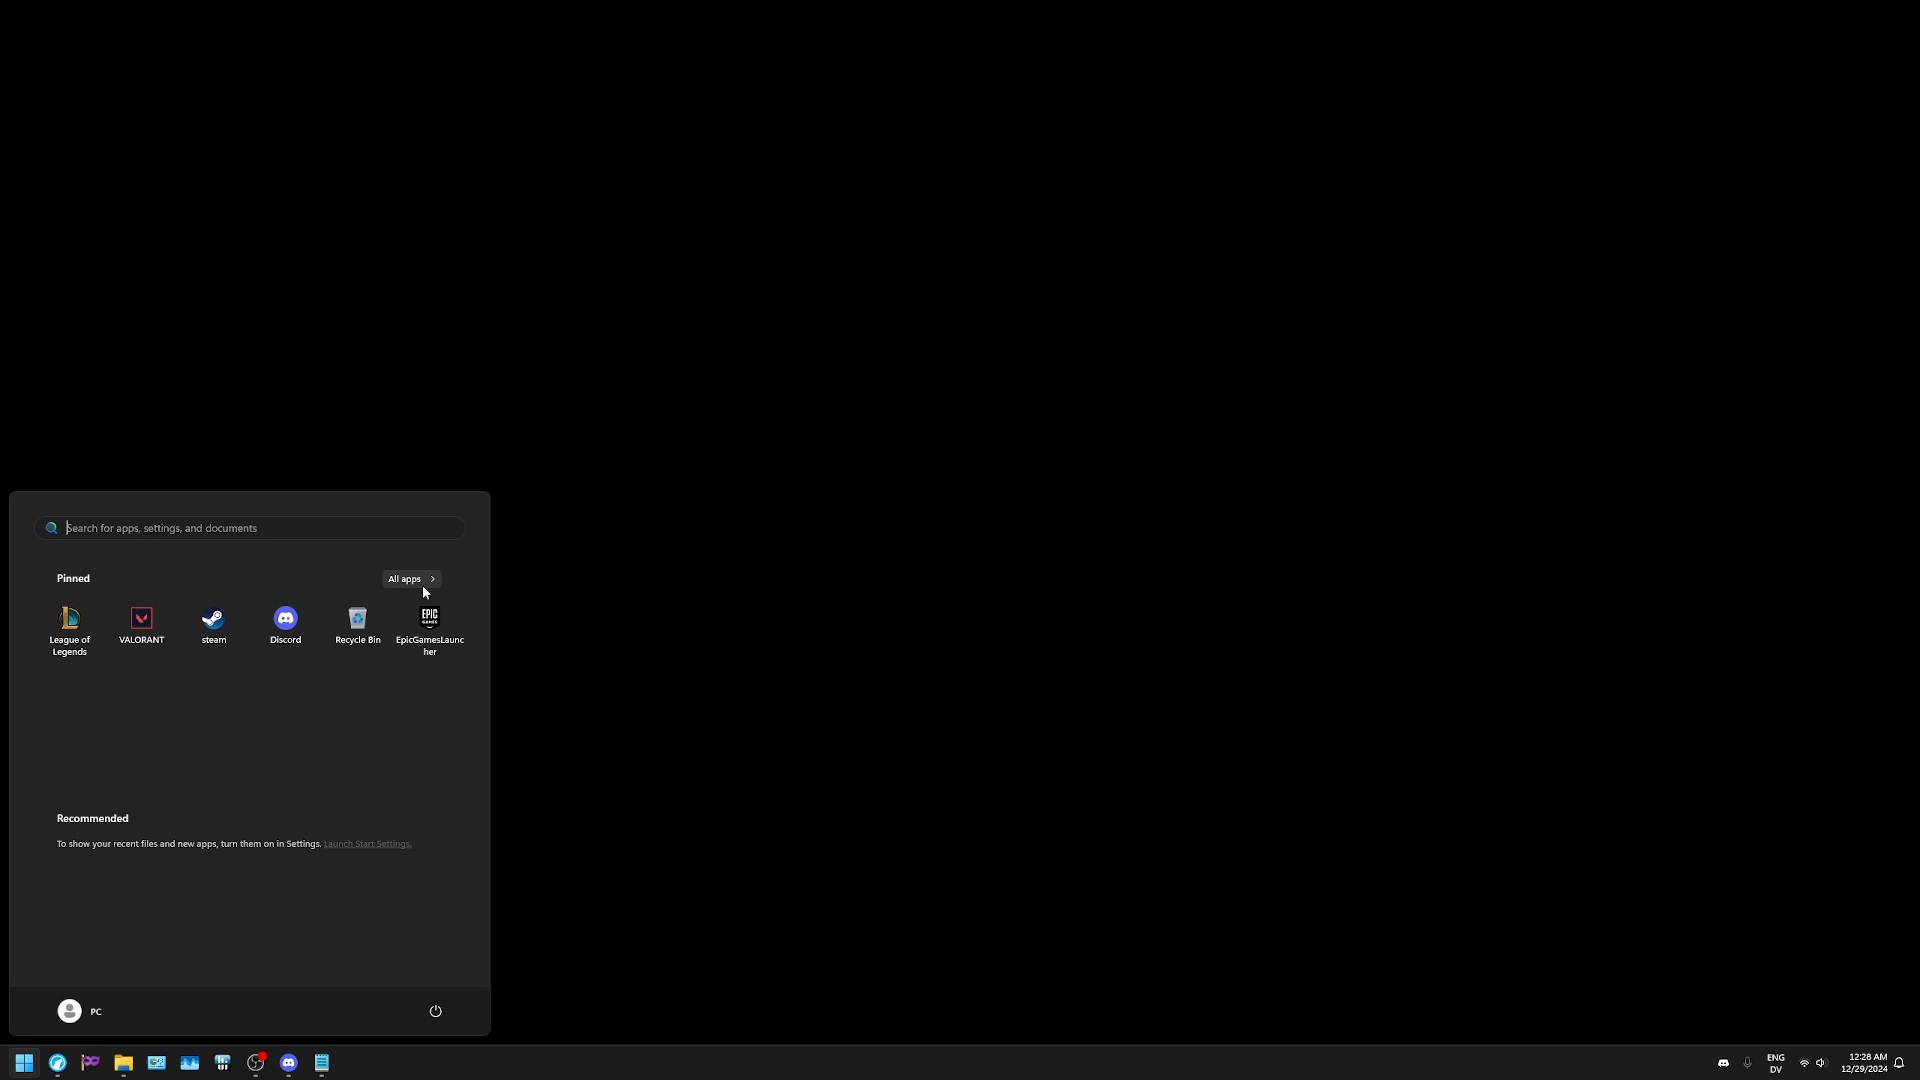 Search for apps, settings, and documents
Pinned
All apps
League of
Legends
VALORANT
steam
Discord
Recycle Bin
EPIC
GAMES
EpicGamesLaunc
her
Recommended
To show your recent files and new apps, turn them on in Settings. Launch Start Settings.
PC
ENG
DV
12:28 AM
12/29/2024